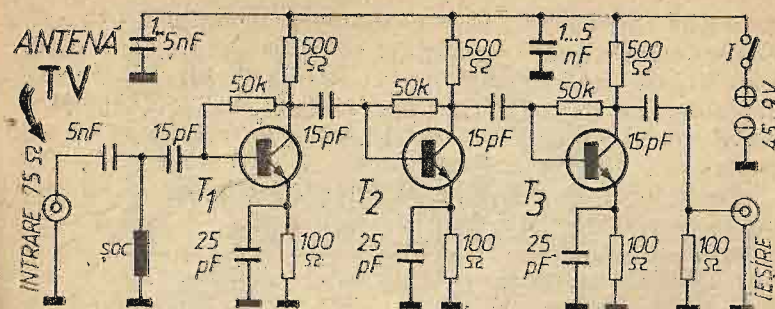 ANTENĂ
TV
INTRARE 75 Ω
5nF
şoc
15pF
1...5nF
50k
500
Ω
T1
25
pF
100
Ω
15pF
50k
500
Ω
T2
25
pF
100
Ω
15pF
1...5
nF
50k
500
Ω
T3
25
pF
100
Ω
15pF
100
Ω
I
4,5...9V
IEŞIRE